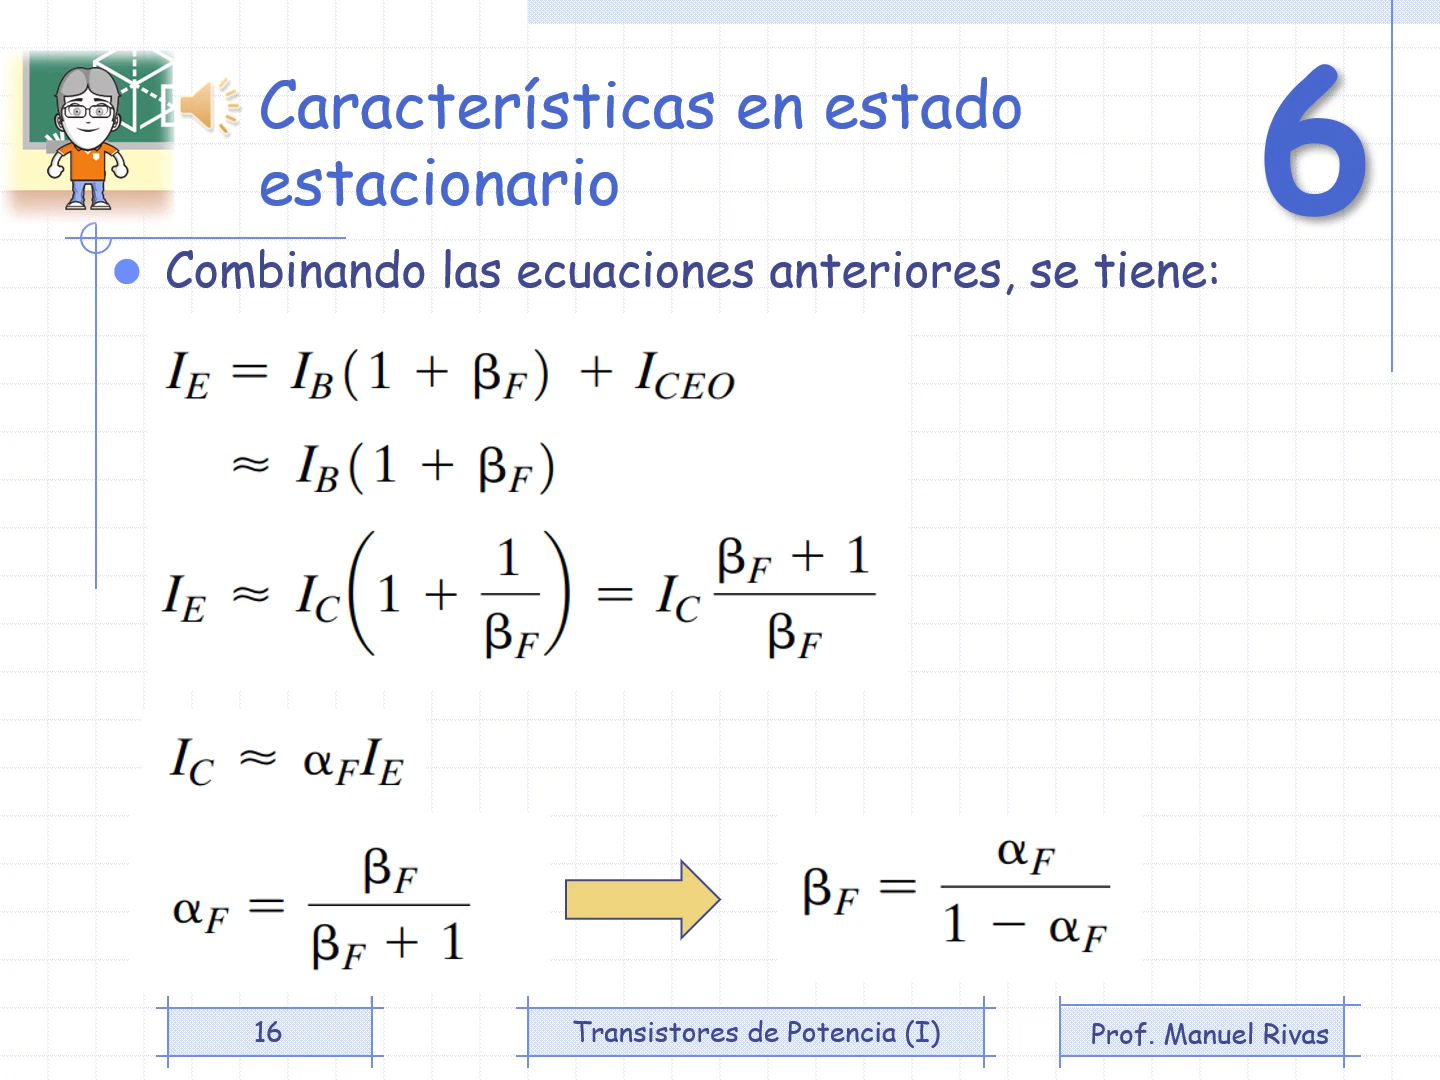 Características en estado
estacionario
6
Combinando las ecuaciones anteriores, se tiene:
I_E = I_B(1 + β_F) + I_CEO
≈ I_B(1 + β_F)
I_E ≈ I_C(1 + 1/β_F) = I_C (β_F + 1)/β_F
I_C ≈ α_F I_E
α_F = β_F/(β_F + 1)
β_F = α_F/(1 − α_F)
16
Transistores de Potencia (I)
Prof. Manuel Rivas